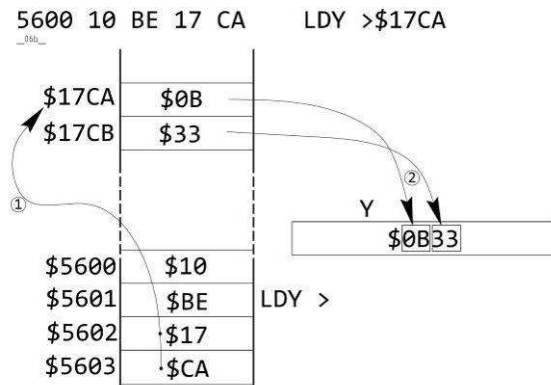 5600 10 BE 17 CA LDY >$17CA
__06b__
$17CA $0B
$17CB $33
①
②
Y
$0B33
$5600 $10
$5601 $BE LDY >
$5602 $17
$5603 $CA